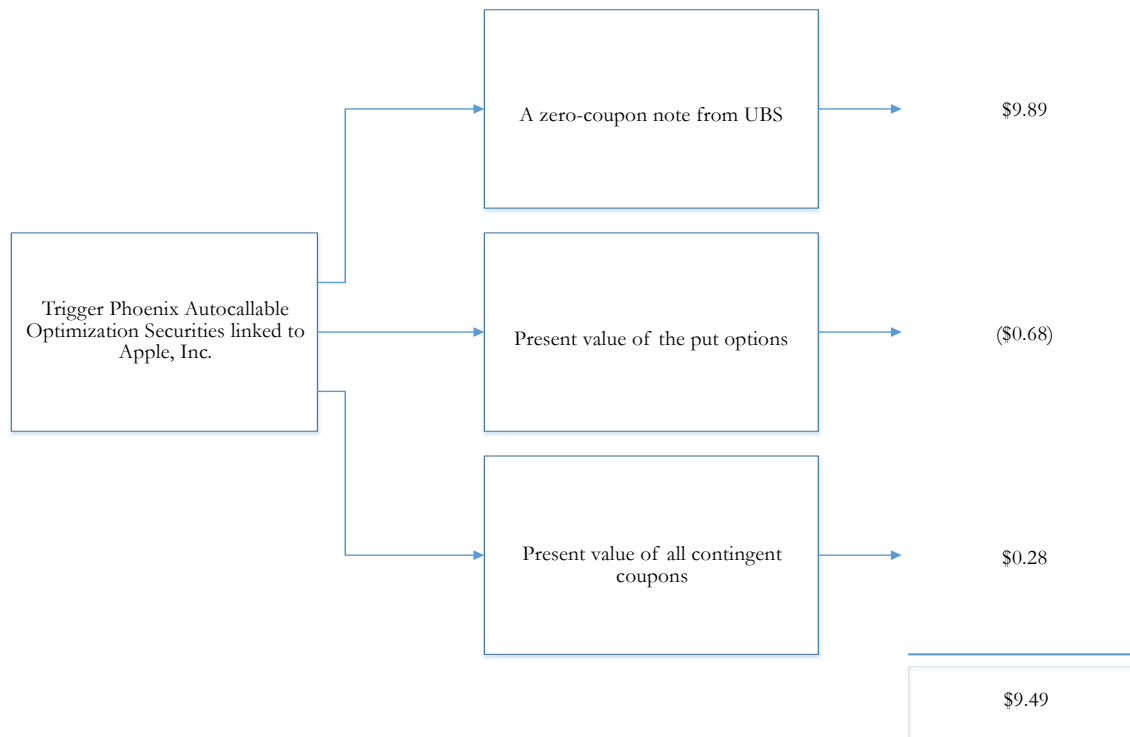 A zero-coupon note from UBS
$9.89
Trigger Phoenix Autocallable
Optimization Securities linked to
Apple, Inc.
Present value of the put options
($0.68)
Present value of all contingent
coupons
$0.28
$9.49